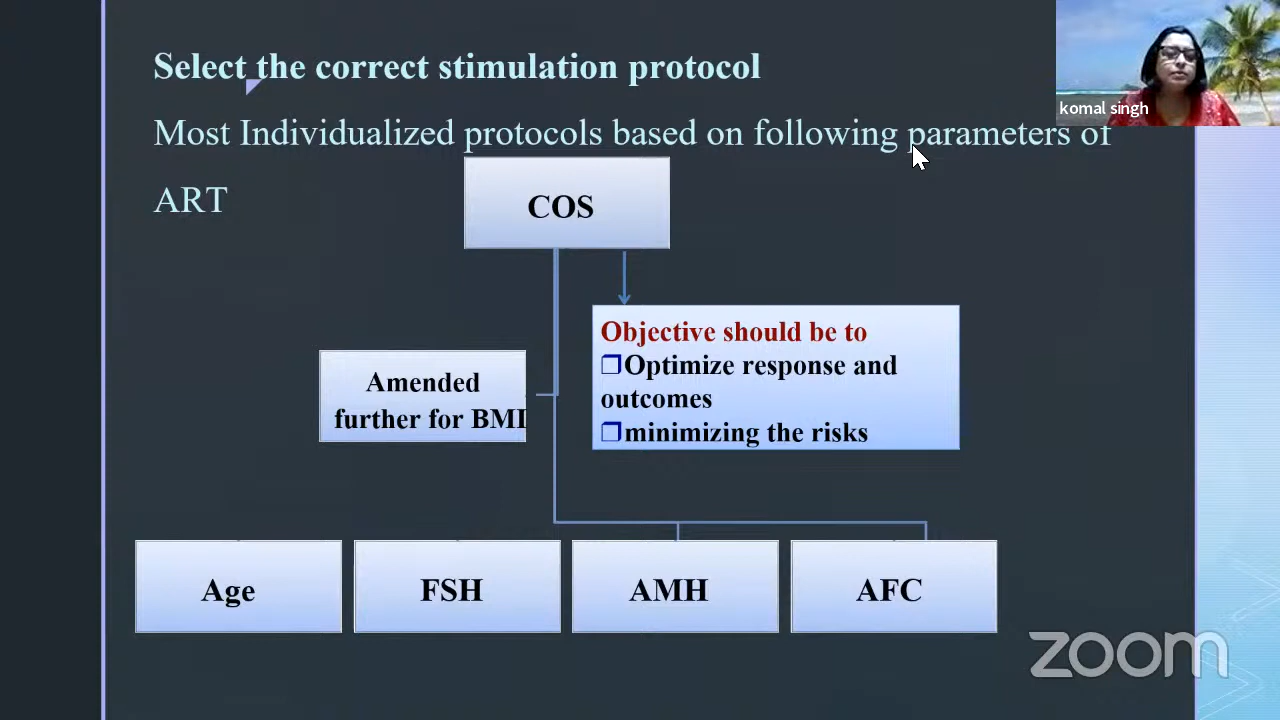 Select the correct stimulation protocol
Most Individualized protocols based on following parameters of
ART
komal singh
COS
Objective should be to
❒Optimize response and
outcomes
❒minimizing the risks
Amended
further for BMI
Age
FSH
AMH
AFC
zoom